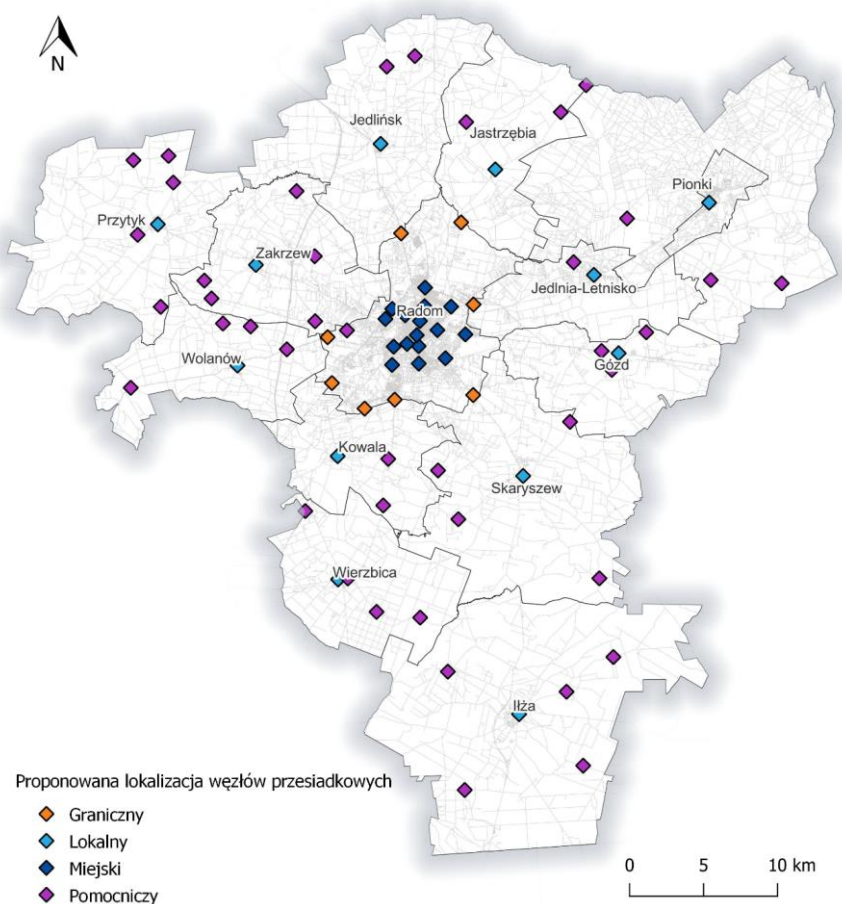 N
Jedlińsk
Jastrzębia
Pionki
Przytyk
Zakrzew
Jedlnia-Letnisko
Radom
Wolanów
Gózd
Kowala
Skaryszew
Wierzbica
Iłża
Proponowana lokalizacja węzłów przesiadkowych
Graniczny
Lokalny
Miejski
Pomocniczy
0 5 10 km